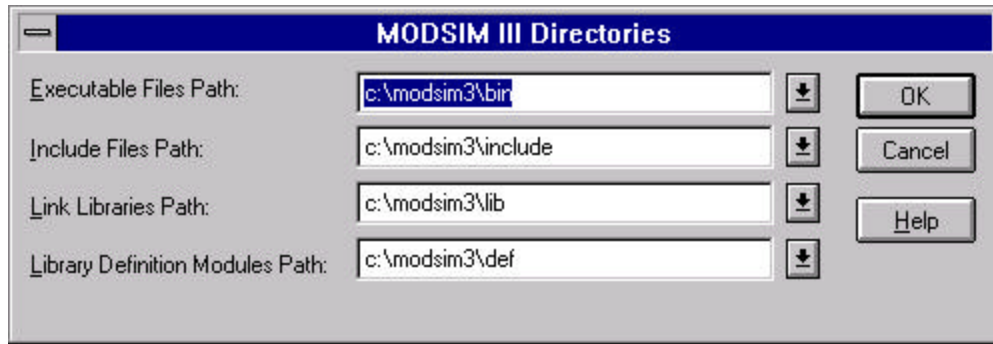 MODSIM III Directories
Executable Files Path: c:\modsim3\bin OK
Include Files Path: c:\modsim3\include Cancel
Link Libraries Path: c:\modsim3\lib Help
Library Definition Modules Path: c:\modsim3\def